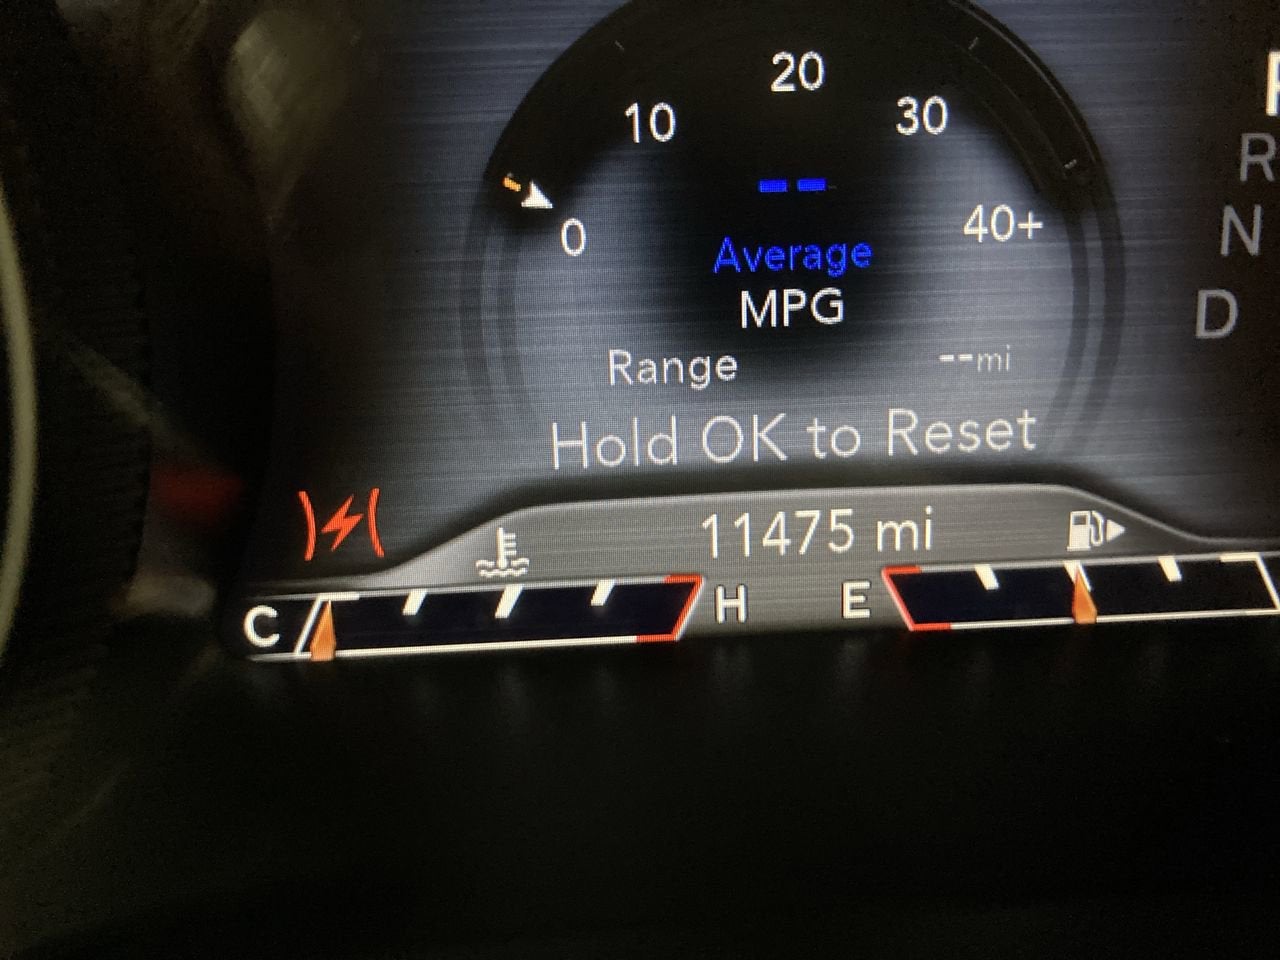 20
10
30
0
--
40+
Average
MPG
Range --mi
Hold OK to Reset
11475 mi
C H E
P
R
N
D